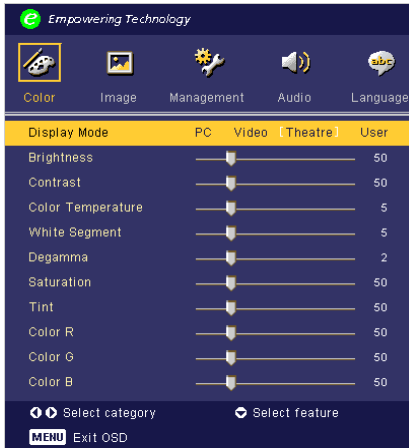 Empowering Technology
Color Image Management Audio Language
Display Mode PC Video [Theatre] User
Brightness 50
Contrast 50
Color Temperature 5
White Segment 5
Degamma 2
Saturation 50
Tint 50
Color R 50
Color G 50
Color B 50
Select category Select feature
MENU Exit OSD